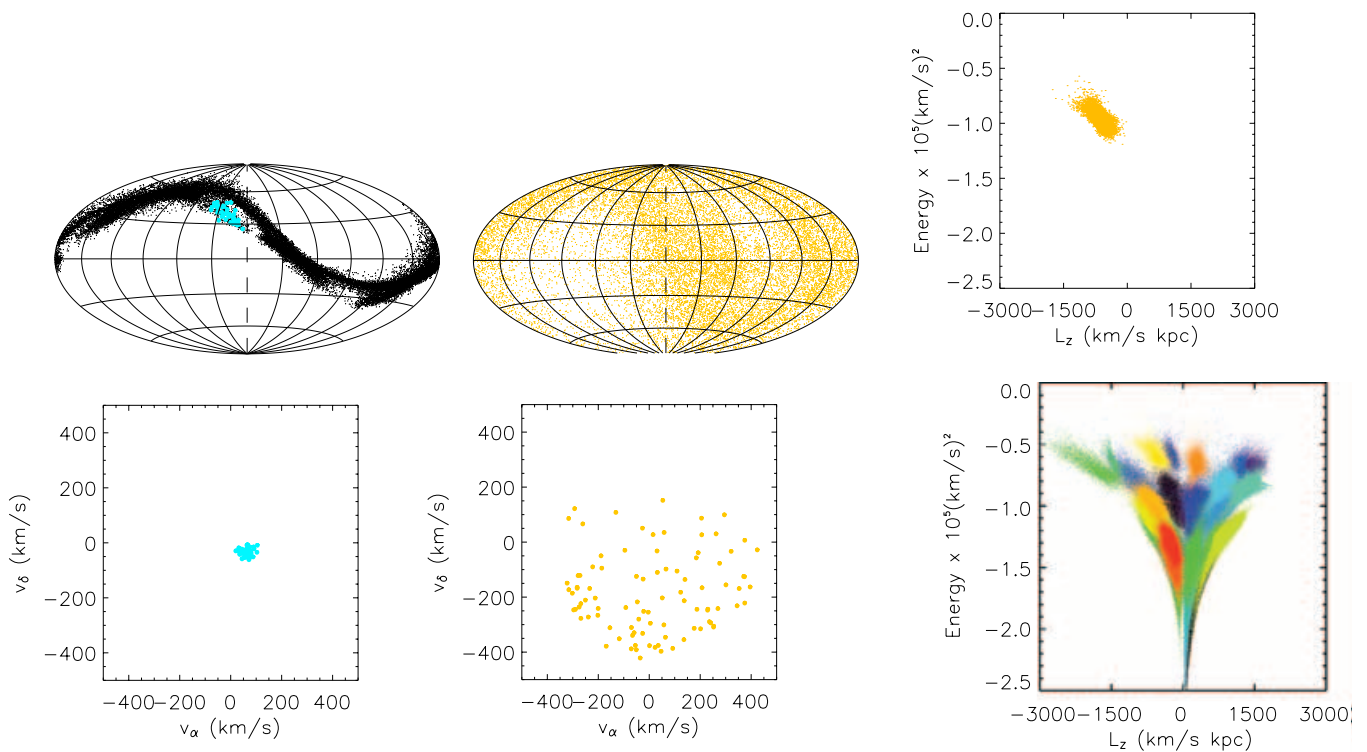 0.0
−0.5
−1.0
−1.5
−2.0
−2.5
Energy x 10⁵(km/s)²
−3000−1500 0 1500 3000
L_z (km/s kpc)
400
200
0
−200
−400
v_δ (km/s)
−400−200 0 200 400
v_α (km/s)
400
200
0
−200
−400
v_δ (km/s)
−400−200 0 200 400
v_α (km/s)
0.0
−0.5
−1.0
−1.5
−2.0
−2.5
Energy x 10⁵(km/s)²
−3000−1500 0 1500 3000
L_z (km/s kpc)